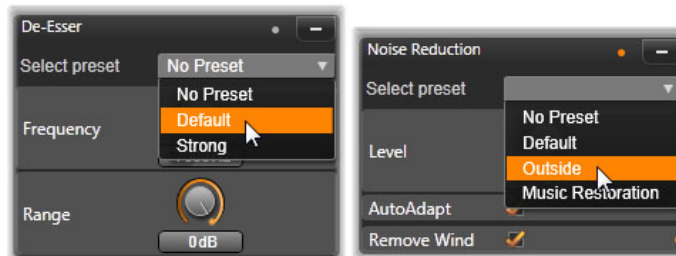 De-Esser
Select preset No Preset
No Preset
Default
Strong
Frequency
Range
0dB
Noise Reduction
Select preset
No Preset
Default
Outside
Music Restoration
Level
AutoAdapt
Remove Wind